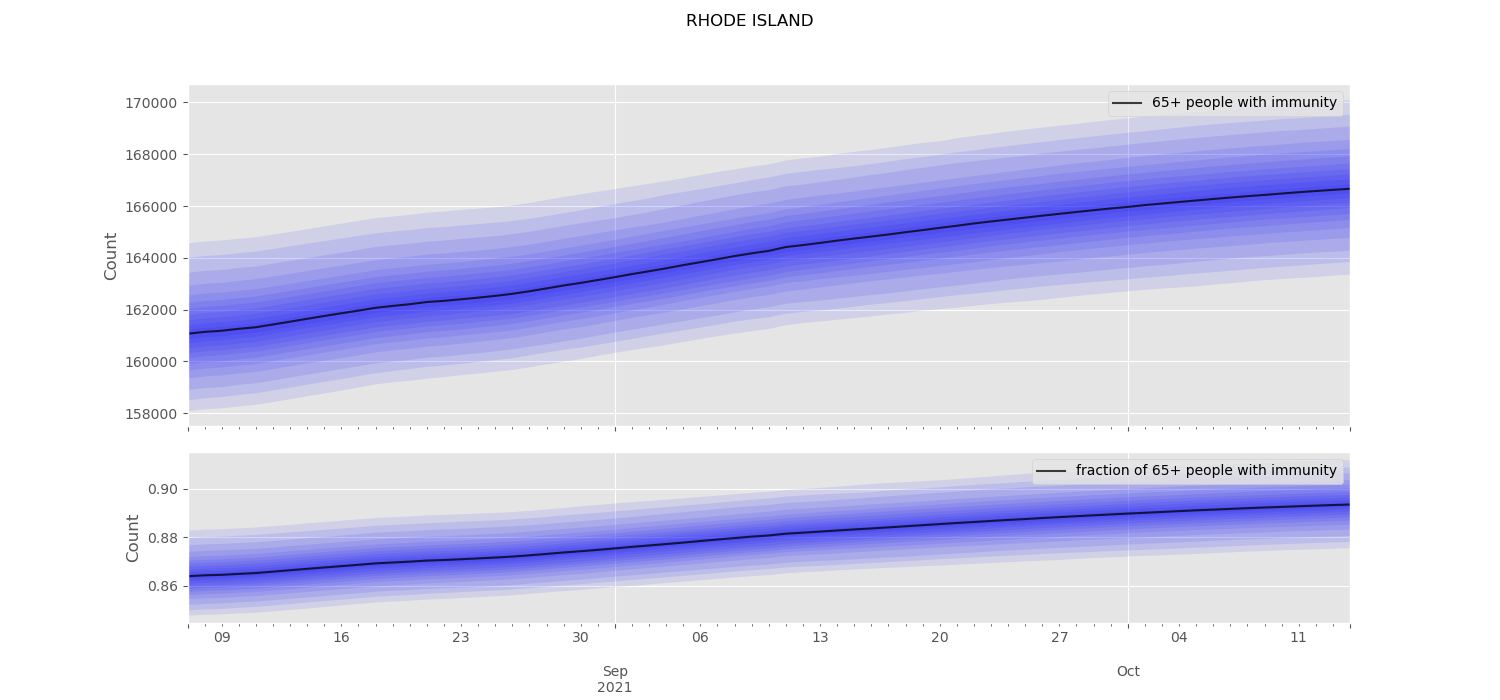 RHODE ISLAND
170000
168000
166000
164000
162000
160000
158000
Count
65+ people with immunity
0.90
0.88
0.86
Count
fraction of 65+ people with immunity
09 16 23 30 06 13 20 27 04 11
Sep Oct
2021